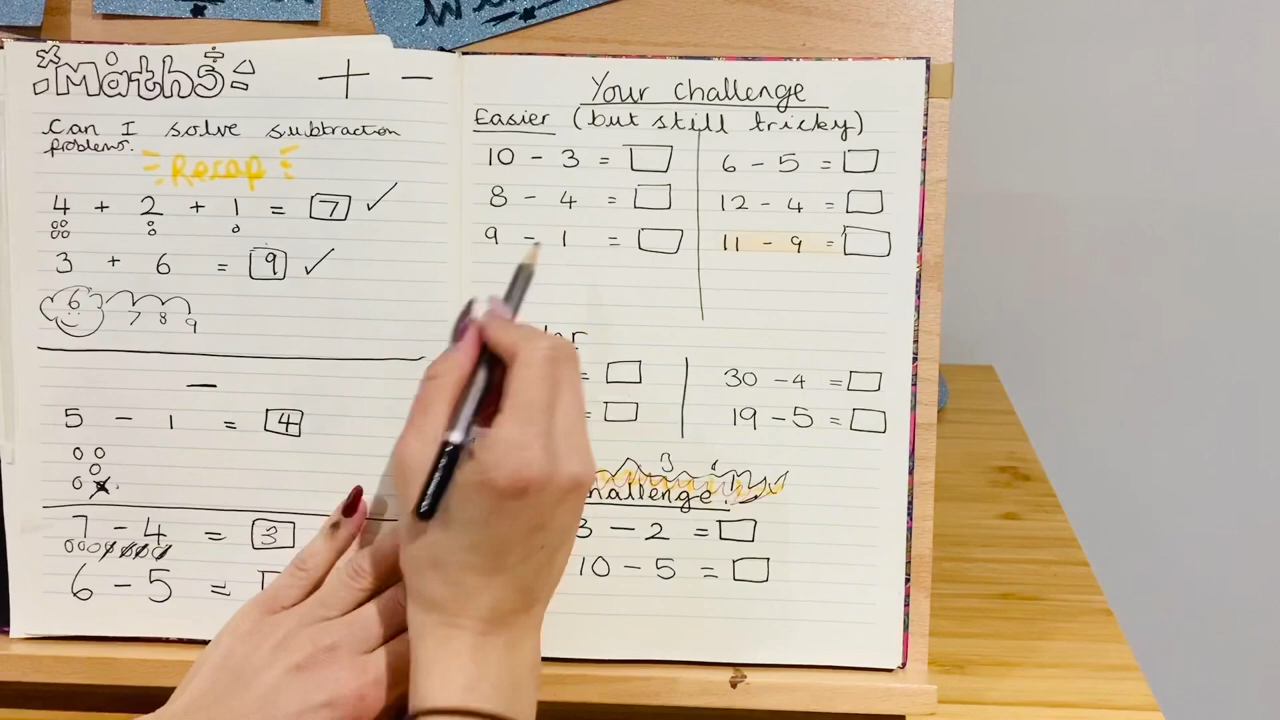 Maths + -
Can I solve subtraction
problems.
Recap
4 + 2 + 1 = 7 ✓
3 + 6 = 9 ✓
6 7 8 9
-
5 - 1 = 4
7 - 4 = 3
6 - 5 =
Your challenge
Easier (but still tricky)
10 - 3 =
8 - 4 =
9 - 1 =
6 - 5 =
12 - 4 =
11 - 9 =
=
=
30 - 4 =
19 - 5 =
3 - 2 =
10 - 5 =